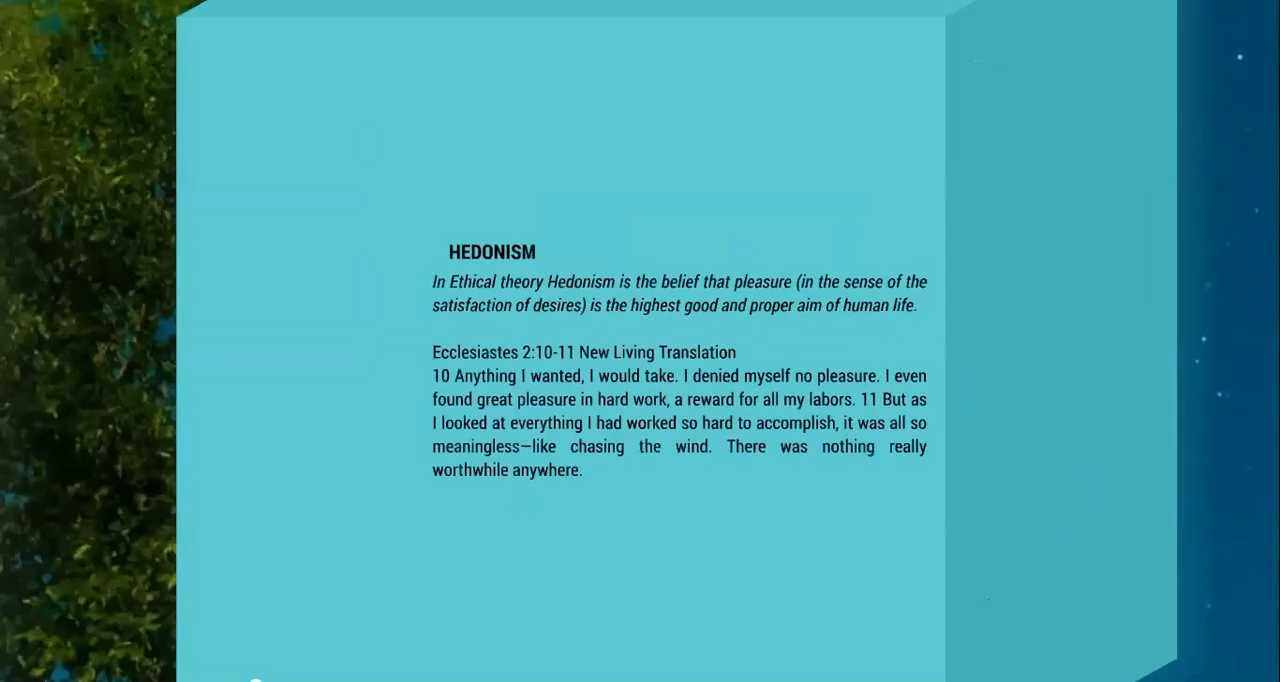 HEDONISM
In Ethical theory Hedonism is the belief that pleasure (in the sense of the
satisfaction of desires) is the highest good and proper aim of human life.
Ecclesiastes 2:10-11 New Living Translation
10 Anything I wanted, I would take. I denied myself no pleasure. I even
found great pleasure in hard work, a reward for all my labors. 11 But as
I looked at everything I had worked so hard to accomplish, it was all so
meaningless—like chasing the wind. There was nothing really
worthwhile anywhere.